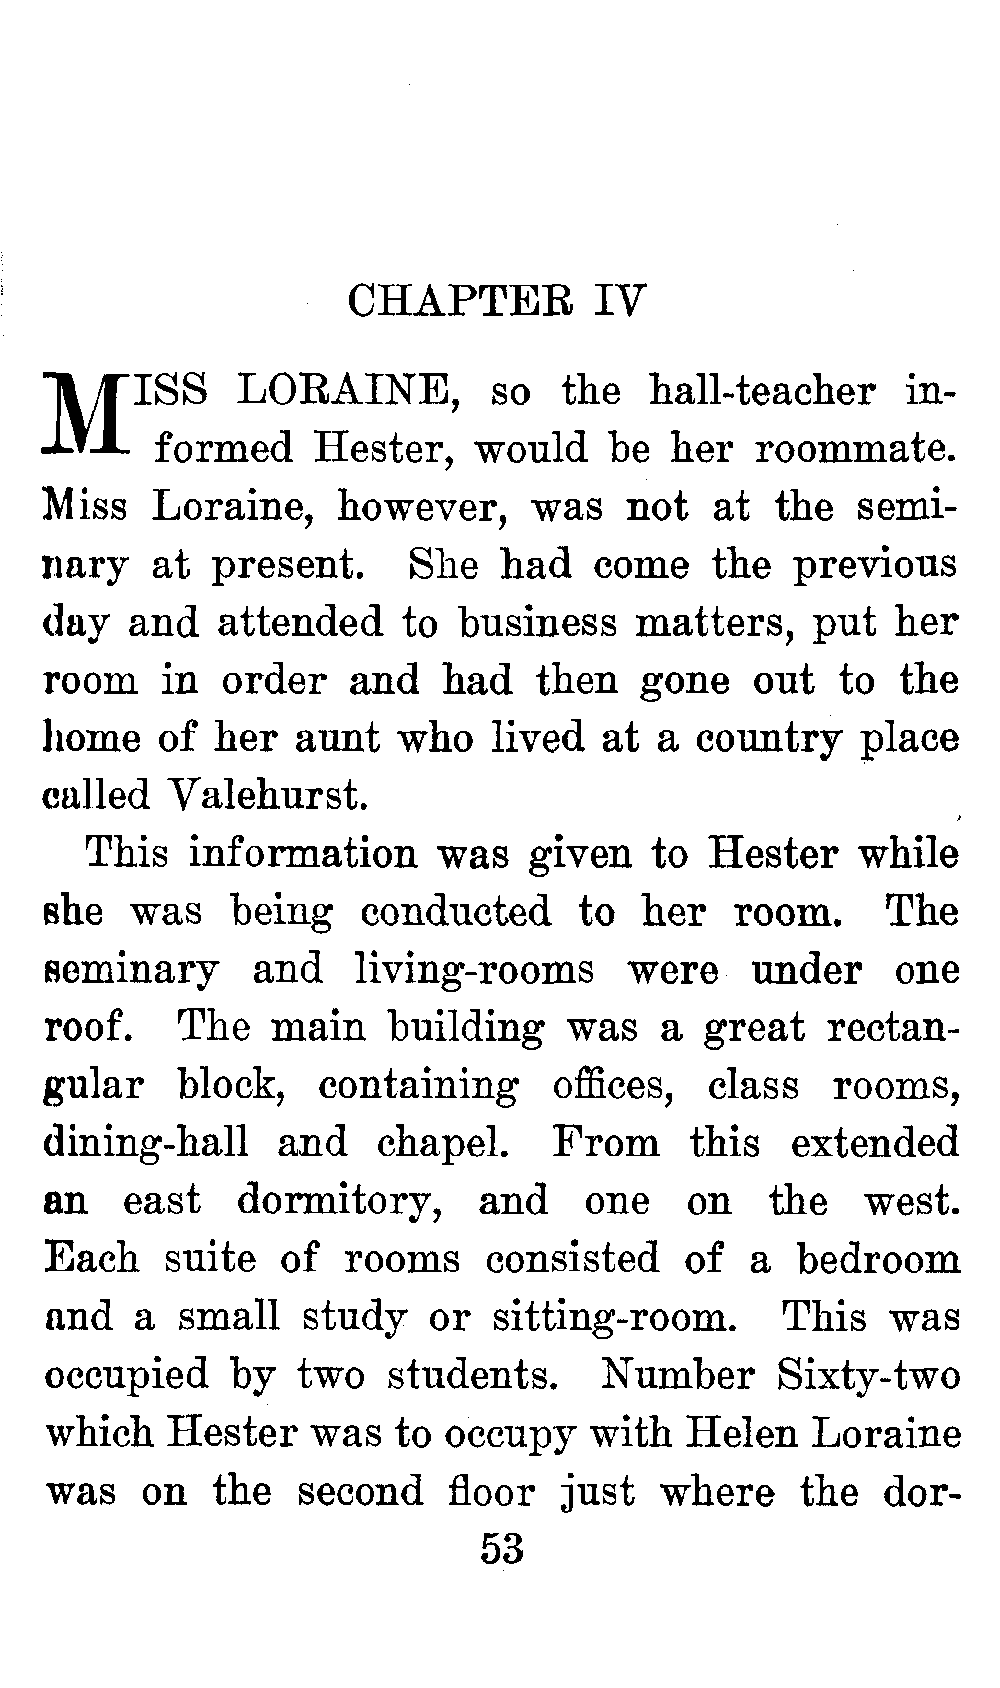 CHAPTER IV
MISS LORAINE, so the hall-teacher in-
formed Hester, would be her roommate.
Miss Loraine, however, was not at the semi-
nary at present. She had come the previous
day and attended to business matters, put her
room in order and had then gone out to the
home of her aunt who lived at a country place
called Valehurst.
This information was given to Hester while
she was being conducted to her room. The
seminary and living-rooms were under one
roof. The main building was a great rectan-
gular block, containing offices, class rooms,
dining-hall and chapel. From this extended
an east dormitory, and one on the west.
Each suite of rooms consisted of a bedroom
and a small study or sitting-room. This was
occupied by two students. Number Sixty-two
which Hester was to occupy with Helen Loraine
was on the second floor just where the dor-
53